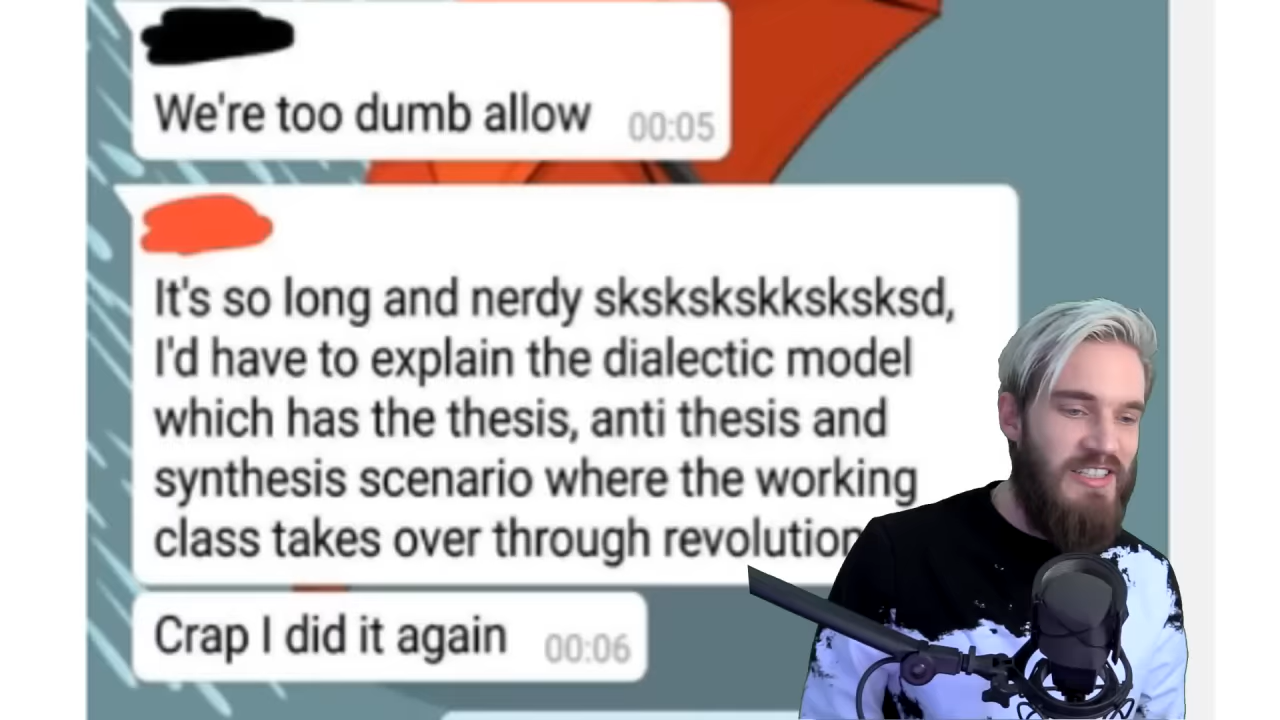 We're too dumb allow 00:05
It's so long and nerdy skskskskksksksd,
I'd have to explain the dialectic model
which has the thesis, anti thesis and
synthesis scenario where the working
class takes over through revolution
Crap I did it again 00:06